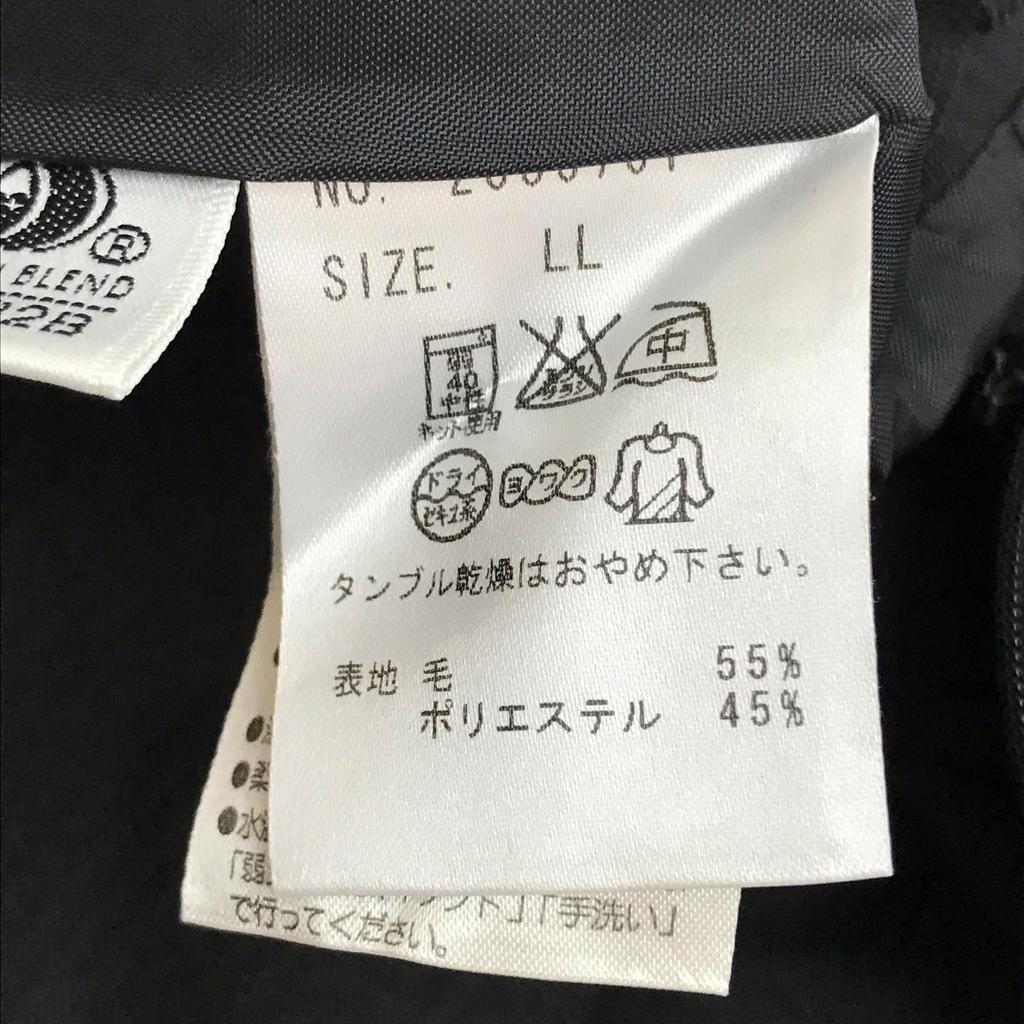 SIZE. LL
弱
40
中性
ネット使用
サラシ
中
ドライ
セキユ系
ヨワク
タンブル乾燥はおやめ下さい。
表地 毛 55%
ポリエステル 45%
®
BLEND
「手洗い」
で行ってください。